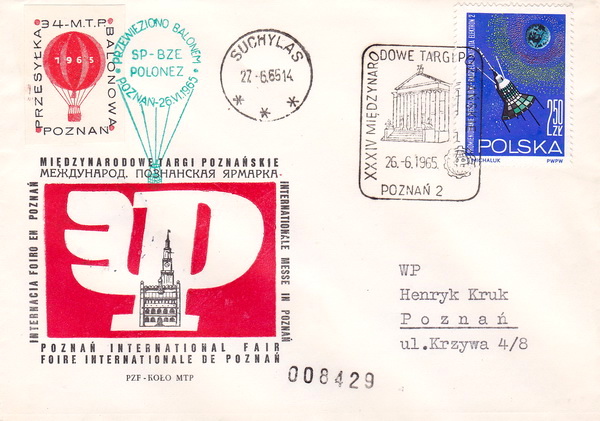 PRZESYŁKA 34-M.T.P BALONOWA
1965
POZNAŃ
PRZEWIEZIONO BALONEM
SP-BZE
POLONEZ
POZNAŃ-26.VI.1965
SUCHYLAS
27.-6.6514
* * *
XXXIV MIĘDZYNARODOWE TARGI PO
26.-6.1965
POZNAŃ 2
2,50 ZŁ
POLSKA
MICHALUK PWPW
MIĘDZYNARODOWE TARGI POZNAŃSKIE
МЕЖДУНАРОД. ПОЗНАНСКАЯ ЯРМАРКА
INTERNACIA FOIRO EN POZNAŃ
INTERNATIONALE MESSE IN POZNAŃ
POZNAŃ INTERNATIONAL FAIR
FOIRE INTERNATIONALE DE POZNAŃ
PZF-KOŁO MTP
008429
WP
Henryk Kruk
Poznań
ul.Krzywa 4/8